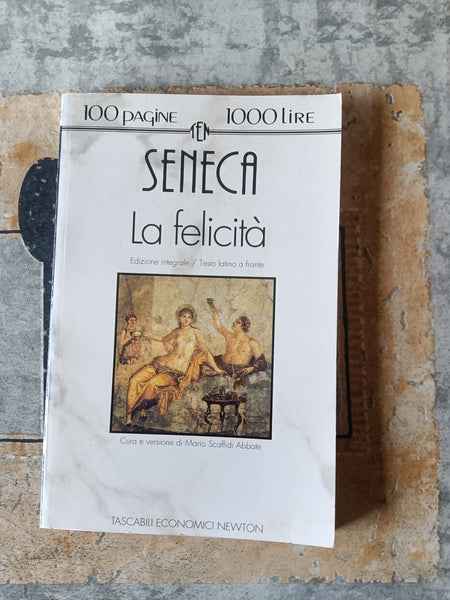 100 pagine 1000 lire
TEN
SENECA
La felicità
Edizione integrale / Testo latino a fronte
Cura e versione di Mario Scaffidi Abbate
TASCABILI ECONOMICI NEWTON